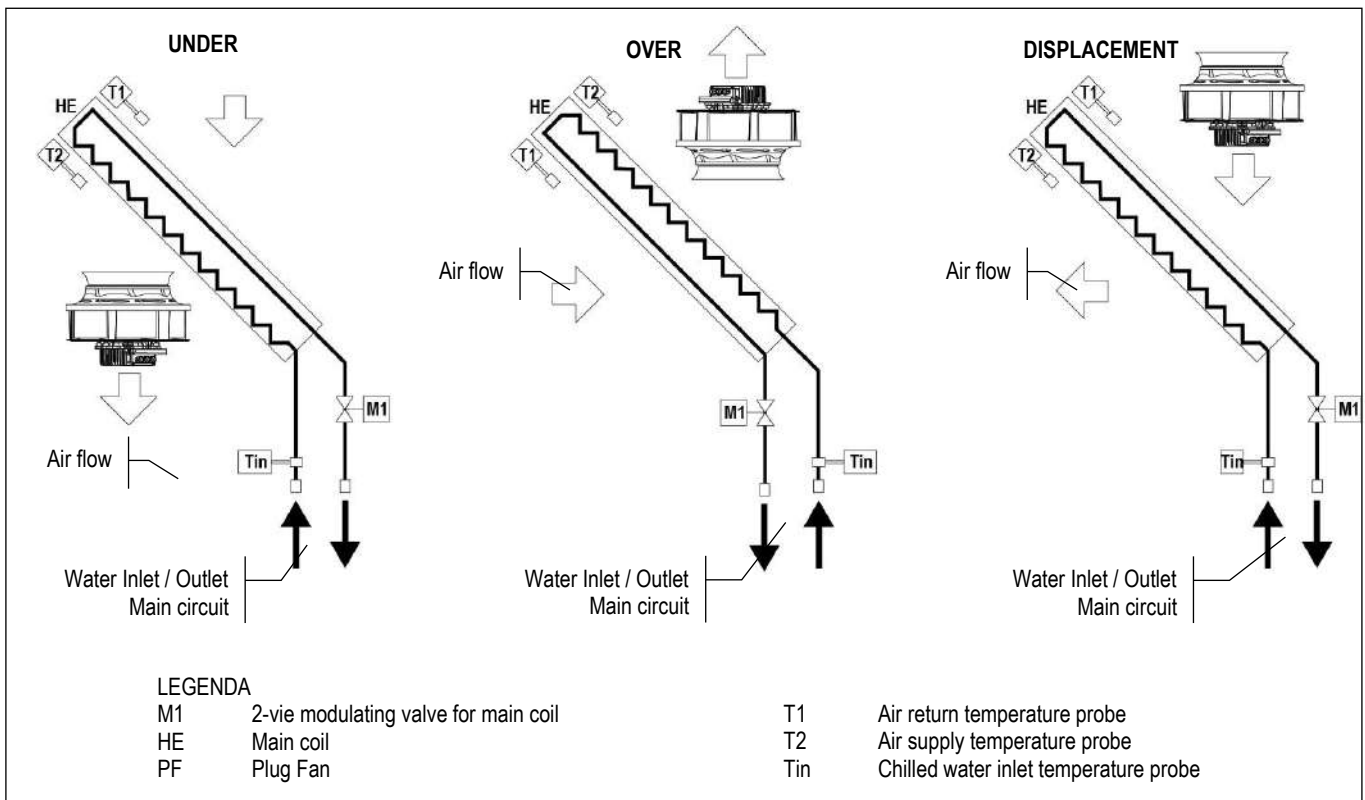 UNDER
T1
HE
T2
Air flow
M1
Tin
Water Inlet / Outlet
Main circuit
OVER
T2
HE
T1
Air flow
M1
Tin
Water Inlet / Outlet
Main circuit
DISPLACEMENT
T1
HE
T2
Air flow
M1
Tin
Water Inlet / Outlet
Main circuit
LEGENDA
M1 2-vie modulating valve for main coil
HE Main coil
PF Plug Fan
T1 Air return temperature probe
T2 Air supply temperature probe
Tin Chilled water inlet temperature probe